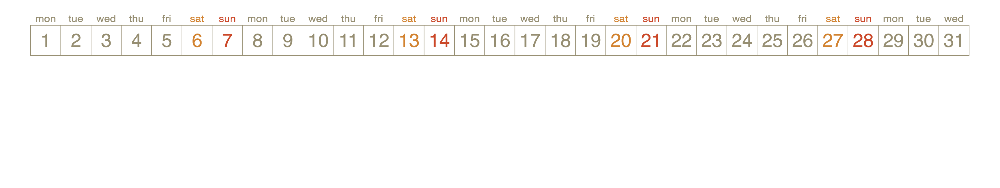 mon tue wed thu fri sat sun mon tue wed thu fri sat sun mon tue wed thu fri sat sun mon tue wed thu fri sat sun mon tue wed
1 2 3 4 5 6 7 8 9 10 11 12 13 14 15 16 17 18 19 20 21 22 23 24 25 26 27 28 29 30 31